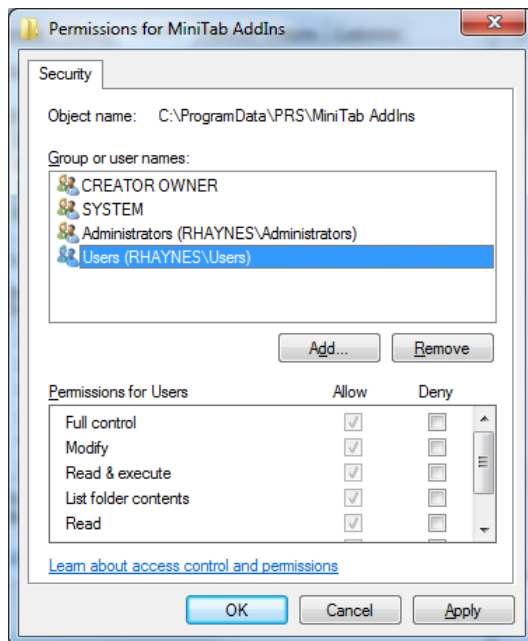 Permissions for MiniTab AddIns
Security
Object name: C:\ProgramData\PRS\MiniTab AddIns
Group or user names:
CREATOR OWNER
SYSTEM
Administrators (RHAYNES\Administrators)
Users (RHAYNES\Users)
Add... Remove
Permissions for Users Allow Deny
Full control
Modify
Read & execute
List folder contents
Read
Learn about access control and permissions
OK Cancel Apply